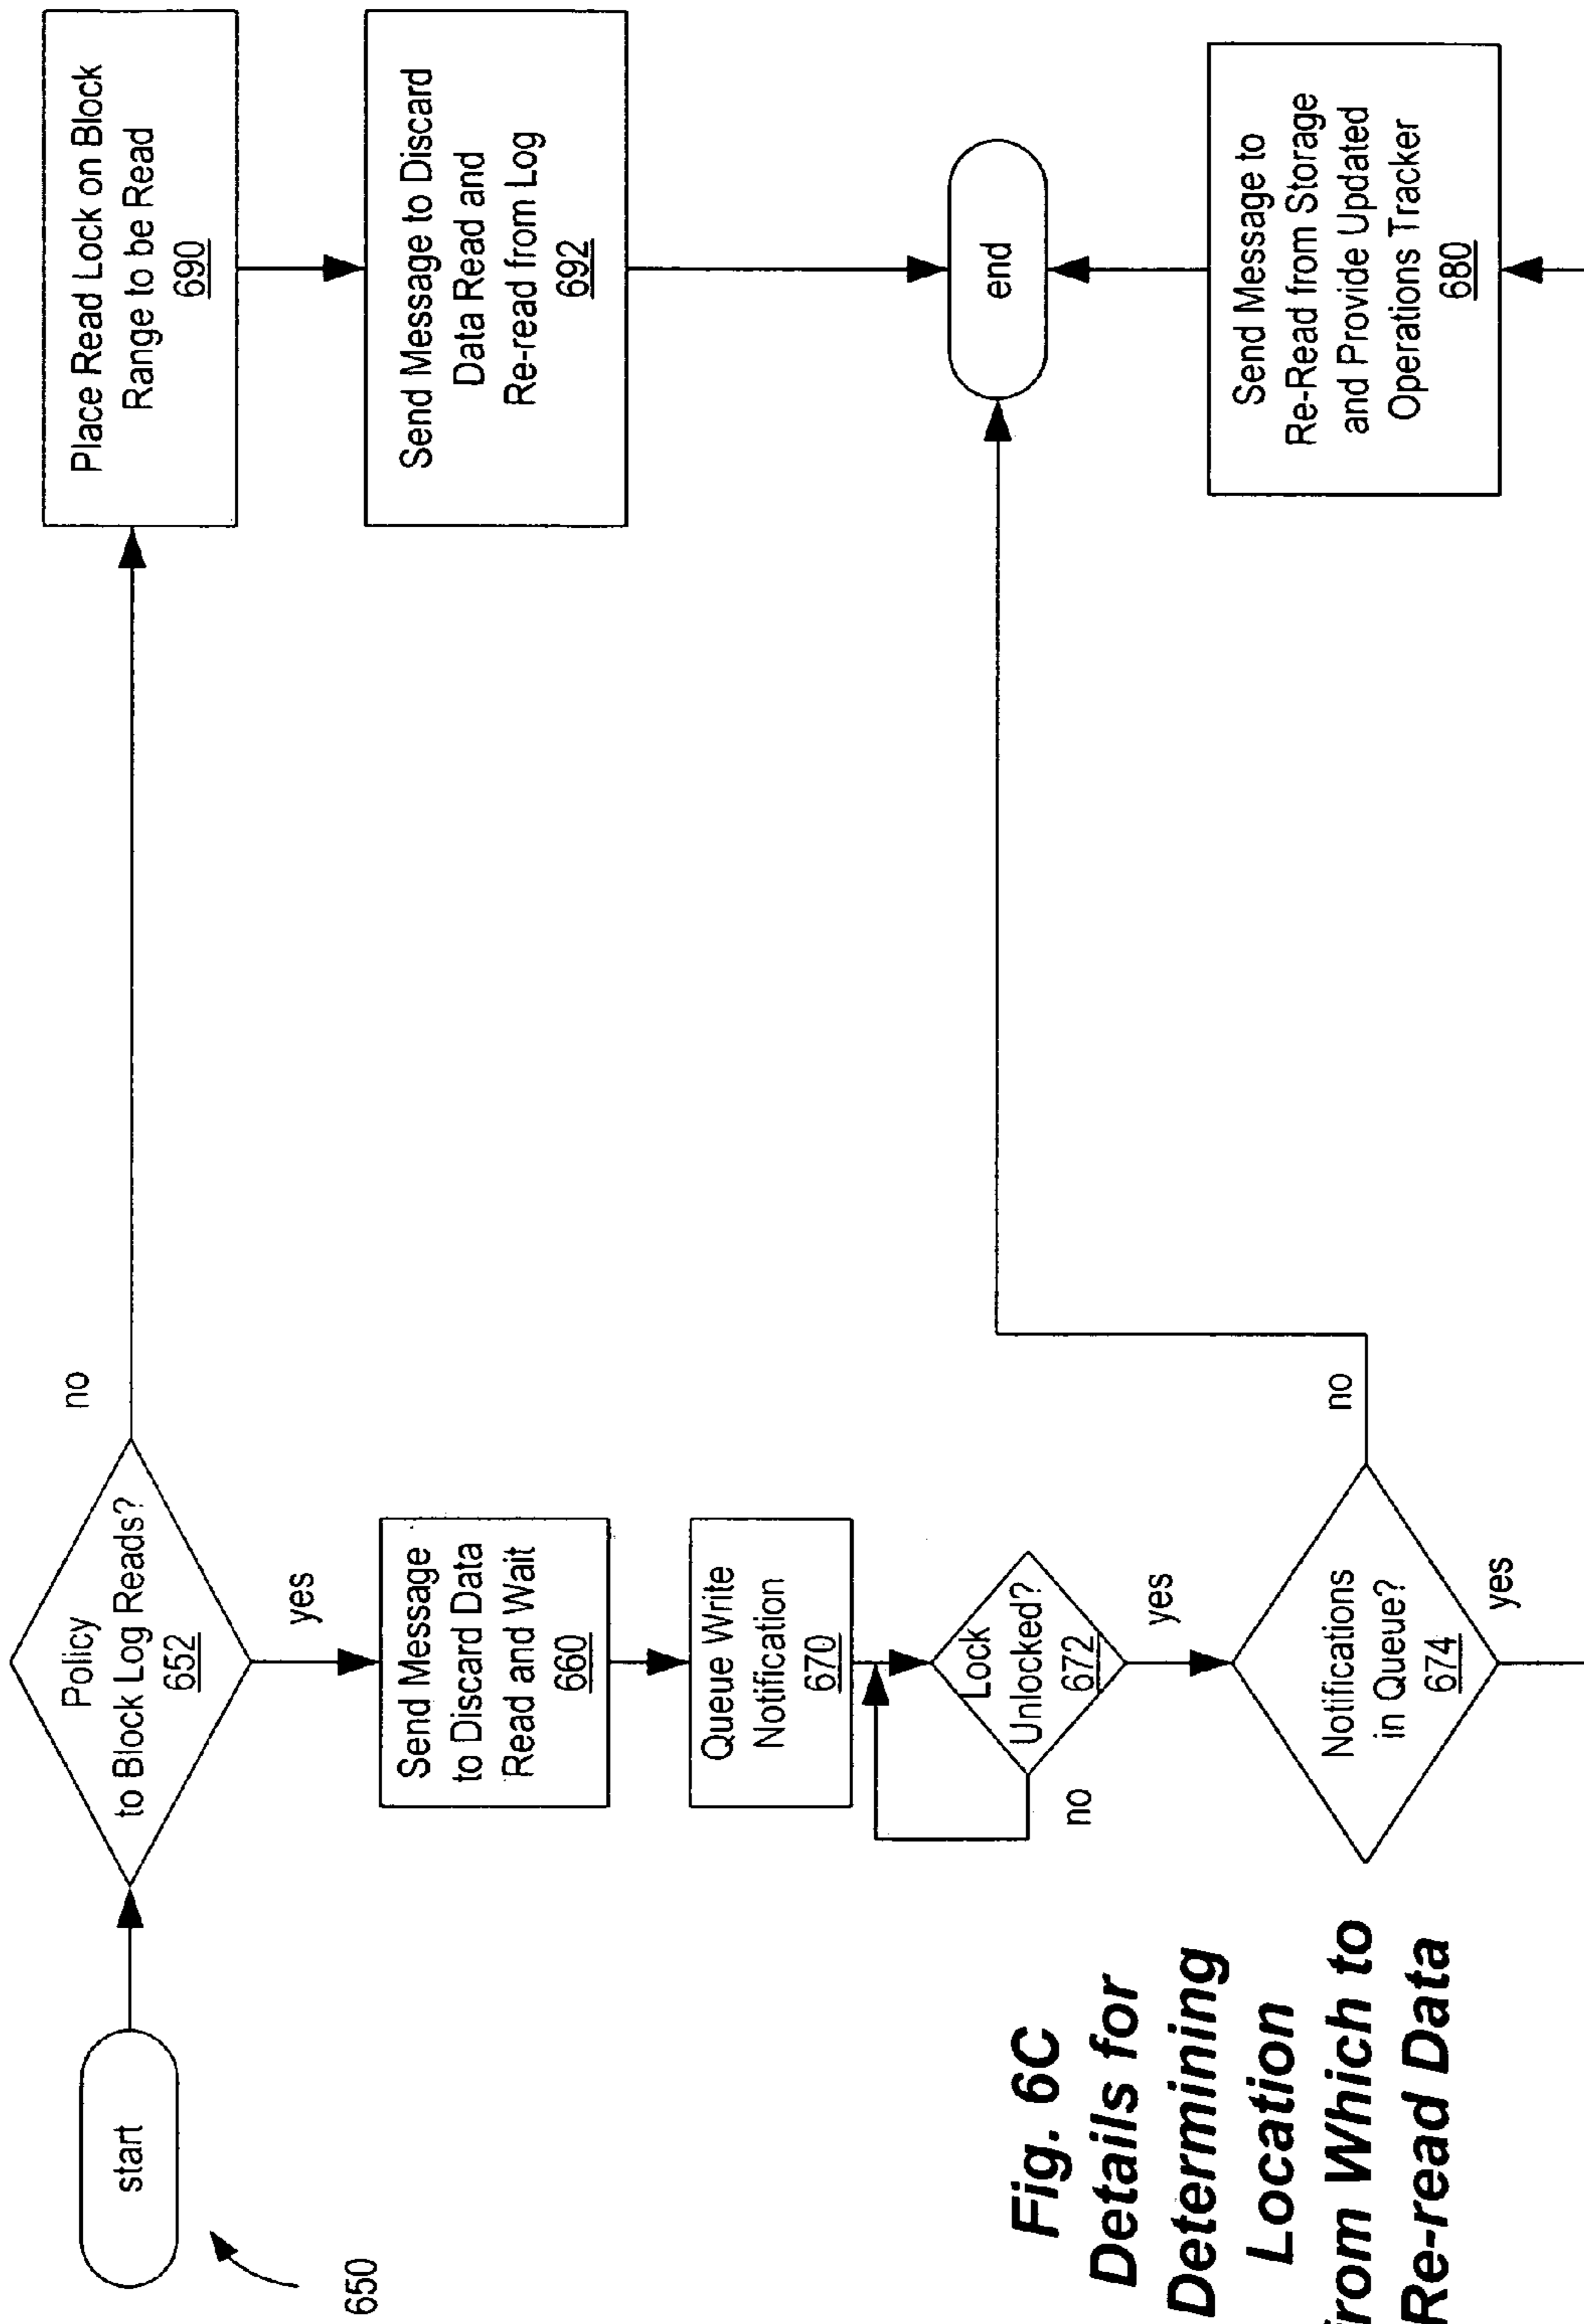 650
start
Policy
to Block Log Reads?
652
no
yes
Place Read Lock on Block
Range to be Read
690
Send Message
to Discard Data
Read and Wait
660
Send Message to Discard
Data Read and
Re-read from Log
692
Queue Write
Notification
670
Lock
Unlocked?
672
no
yes
end
Notifications
in Queue?
674
no
yes
Send Message to
Re-Read from Storage
and Provide Updated
Operations Tracker
680
Fig. 6C
Details for
Determining
Location
from Which to
Re-read Data